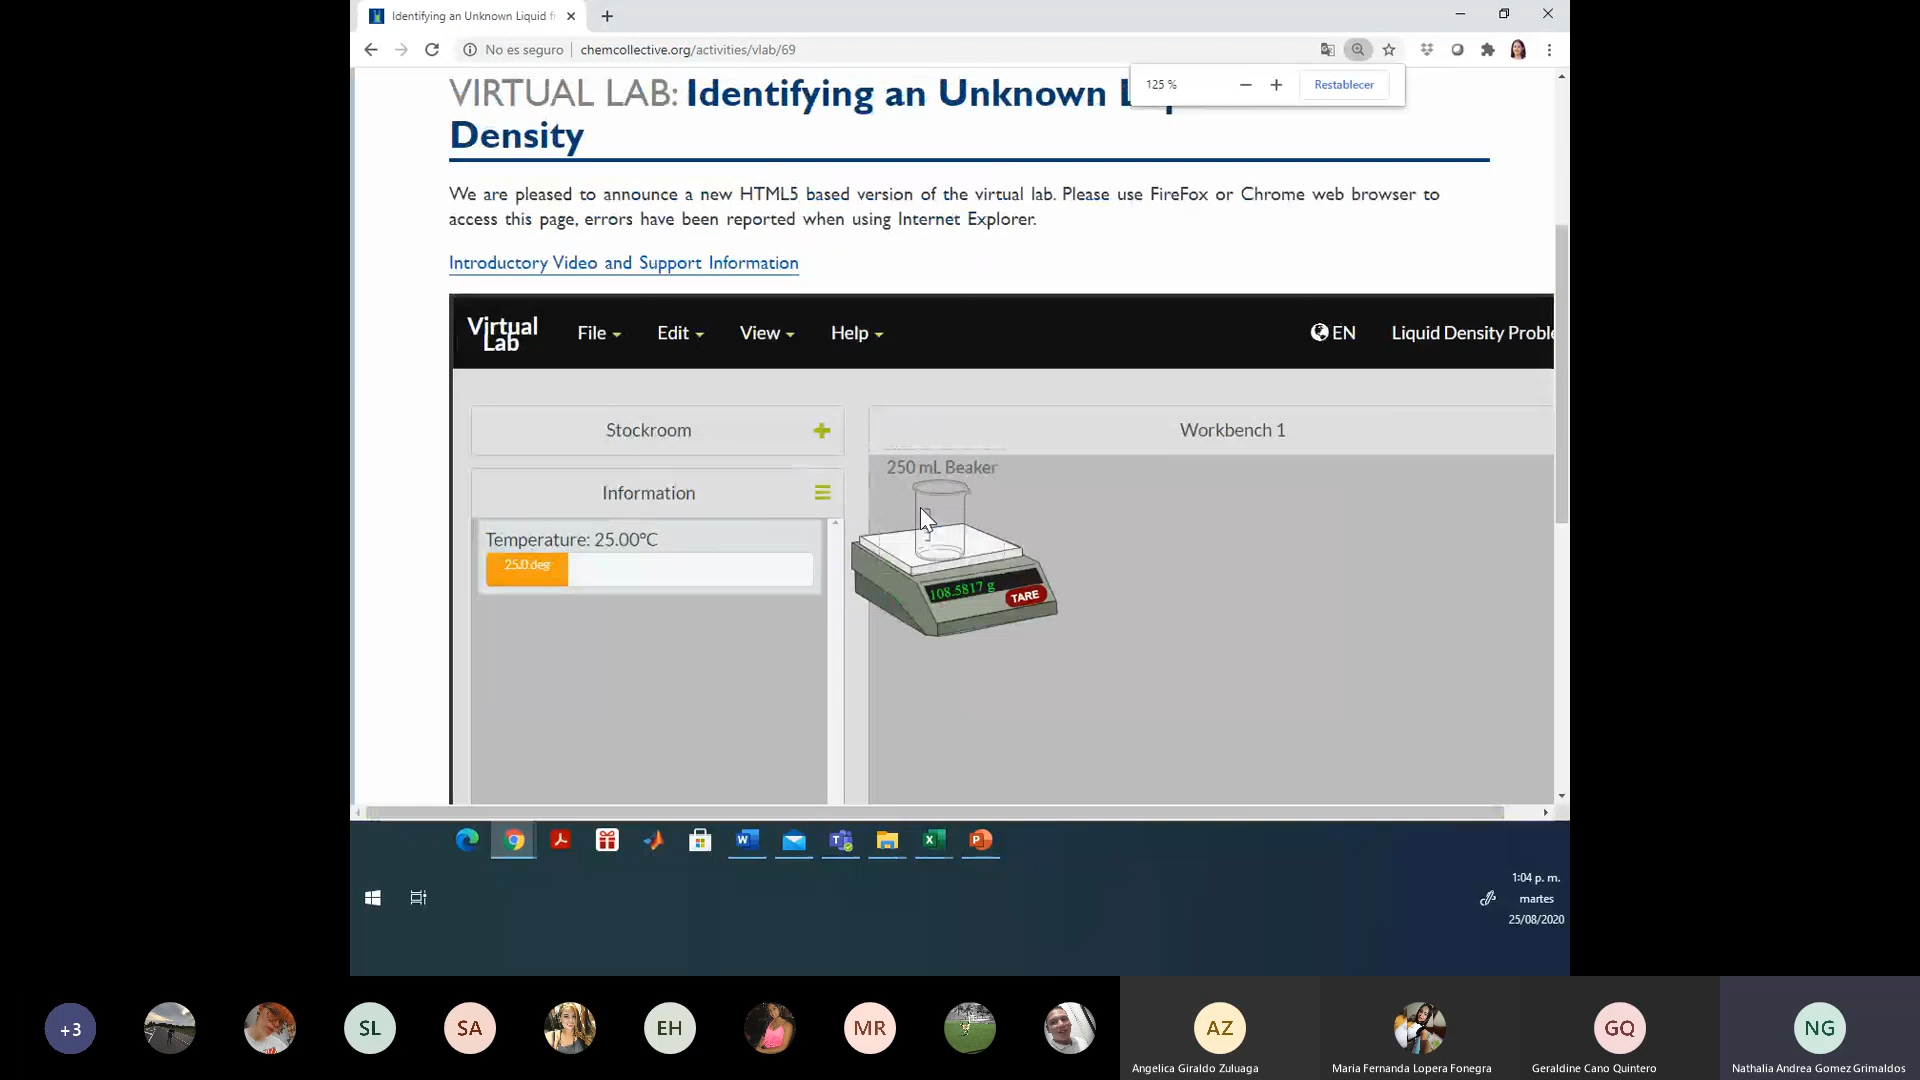 Identifying an Unknown Liquid f
No es seguro
chemcollective.org/activities/vlab/69
125 %
Restablecer
VIRTUAL LAB: Identifying an Unknown
Density
We are pleased to announce a new HTML5 based version of the virtual lab. Please use FireFox or Chrome web browser to
access this page, errors have been reported when using Internet Explorer.
Introductory Video and Support Information
Virtual
Lab
File
Edit
View
Help
EN
Liquid Density Proble
Stockroom
Workbench 1
250 mL Beaker
Information
Temperature: 25.00°C
25.0 deg
108.5817 g
TARE
1:04 p. m.
martes
25/08/2020
+3
SL
SA
EH
MR
AZ
GQ
NG
Angelica Giraldo Zuluaga
Maria Fernanda Lopera Fonegra
Geraldine Cano Quintero
Nathalia Andrea Gomez Grimaldos